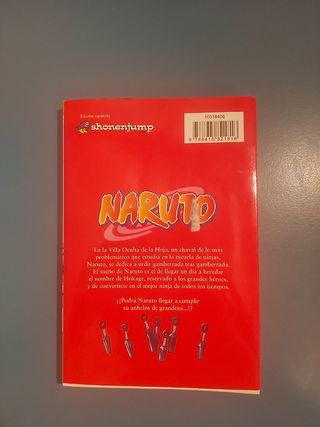 Edición española
shonenjump
10318400
9788410821818
NARUTO
En la Villa Oculta de la Hoja, un chaval de lo más
problemático que estudia en la escuela de ninjas,
Naruto, se dedica a urdir gamberrada tras gamberrada.
El sueño de Naruto es el de llegar un día a heredar
el nombre de Hokage, reservado a los grandes héroes,
y de convertirse en el mejor ninja de todos los tiempos.
¿¡Podrá Naruto llegar a cumplir
su anhelos de grandeza...!?